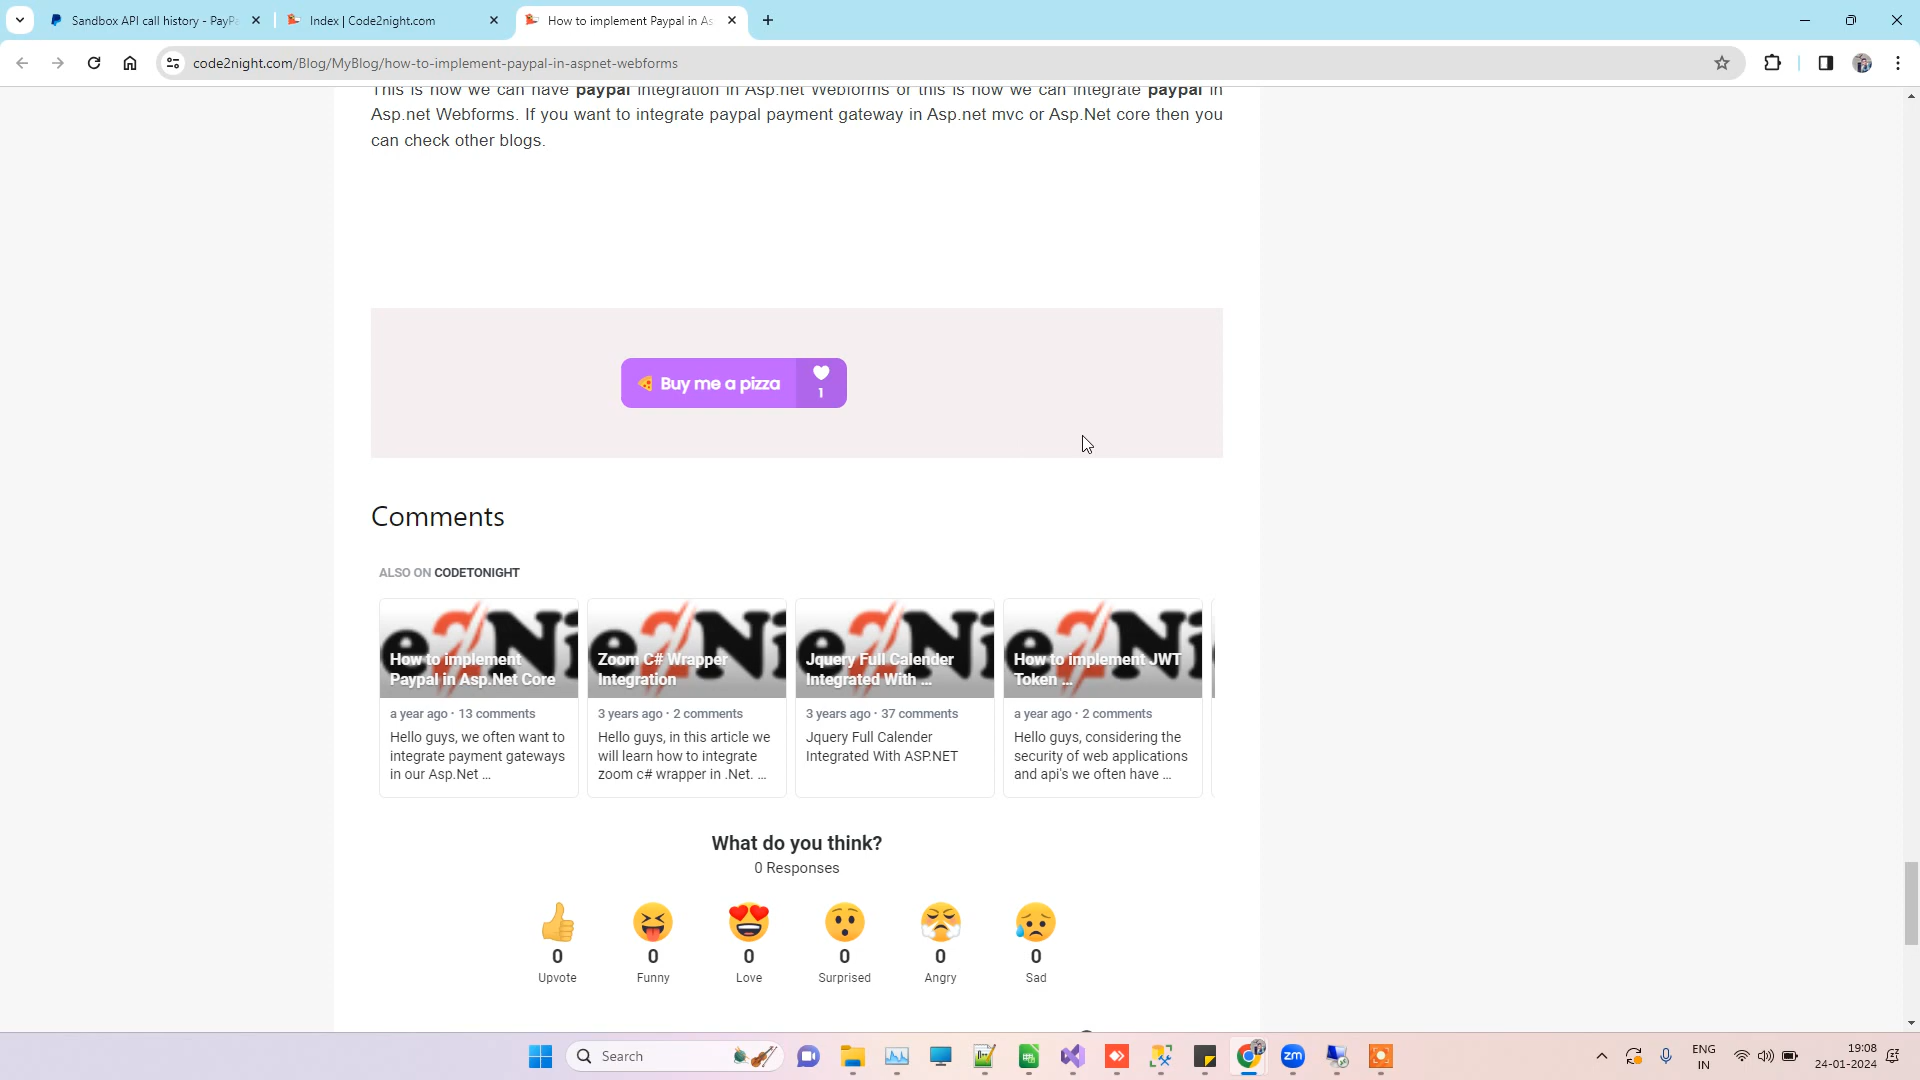 Sandbox API call history - PayPa
Index | Code2night.com
How to implement Paypal in As
code2night.com/Blog/MyBlog/how-to-implement-paypal-in-aspnet-webforms
This is how we can have paypal integration in Asp.net Webforms or this is how we can integrate paypal in
Asp.net Webforms. If you want to integrate paypal payment gateway in Asp.net mvc or Asp.Net core then you
can check other blogs.
Buy me a pizza
1
Comments
ALSO ON CODETONIGHT
e2Ni e2Ni e2Ni e2Ni
How to implement
Paypal in Asp.Net Core
a year ago · 13 comments
Hello guys, we often want to
integrate payment gateways
in our Asp.Net ...
Zoom C# Wrapper
Integration
3 years ago · 2 comments
Hello guys, in this article we
will learn how to integrate
zoom c# wrapper in .Net. ...
Jquery Full Calender
Integrated With ...
3 years ago · 37 comments
Jquery Full Calender
Integrated With ASP.NET
How to implement JWT
Token ...
a year ago · 2 comments
Hello guys, considering the
security of web applications
and api's we often have ...
What do you think?
0 Responses
0 0 0 0 0 0
Upvote Funny Love Surprised Angry Sad
Search
zm
ENG
IN
19:08
24-01-2024